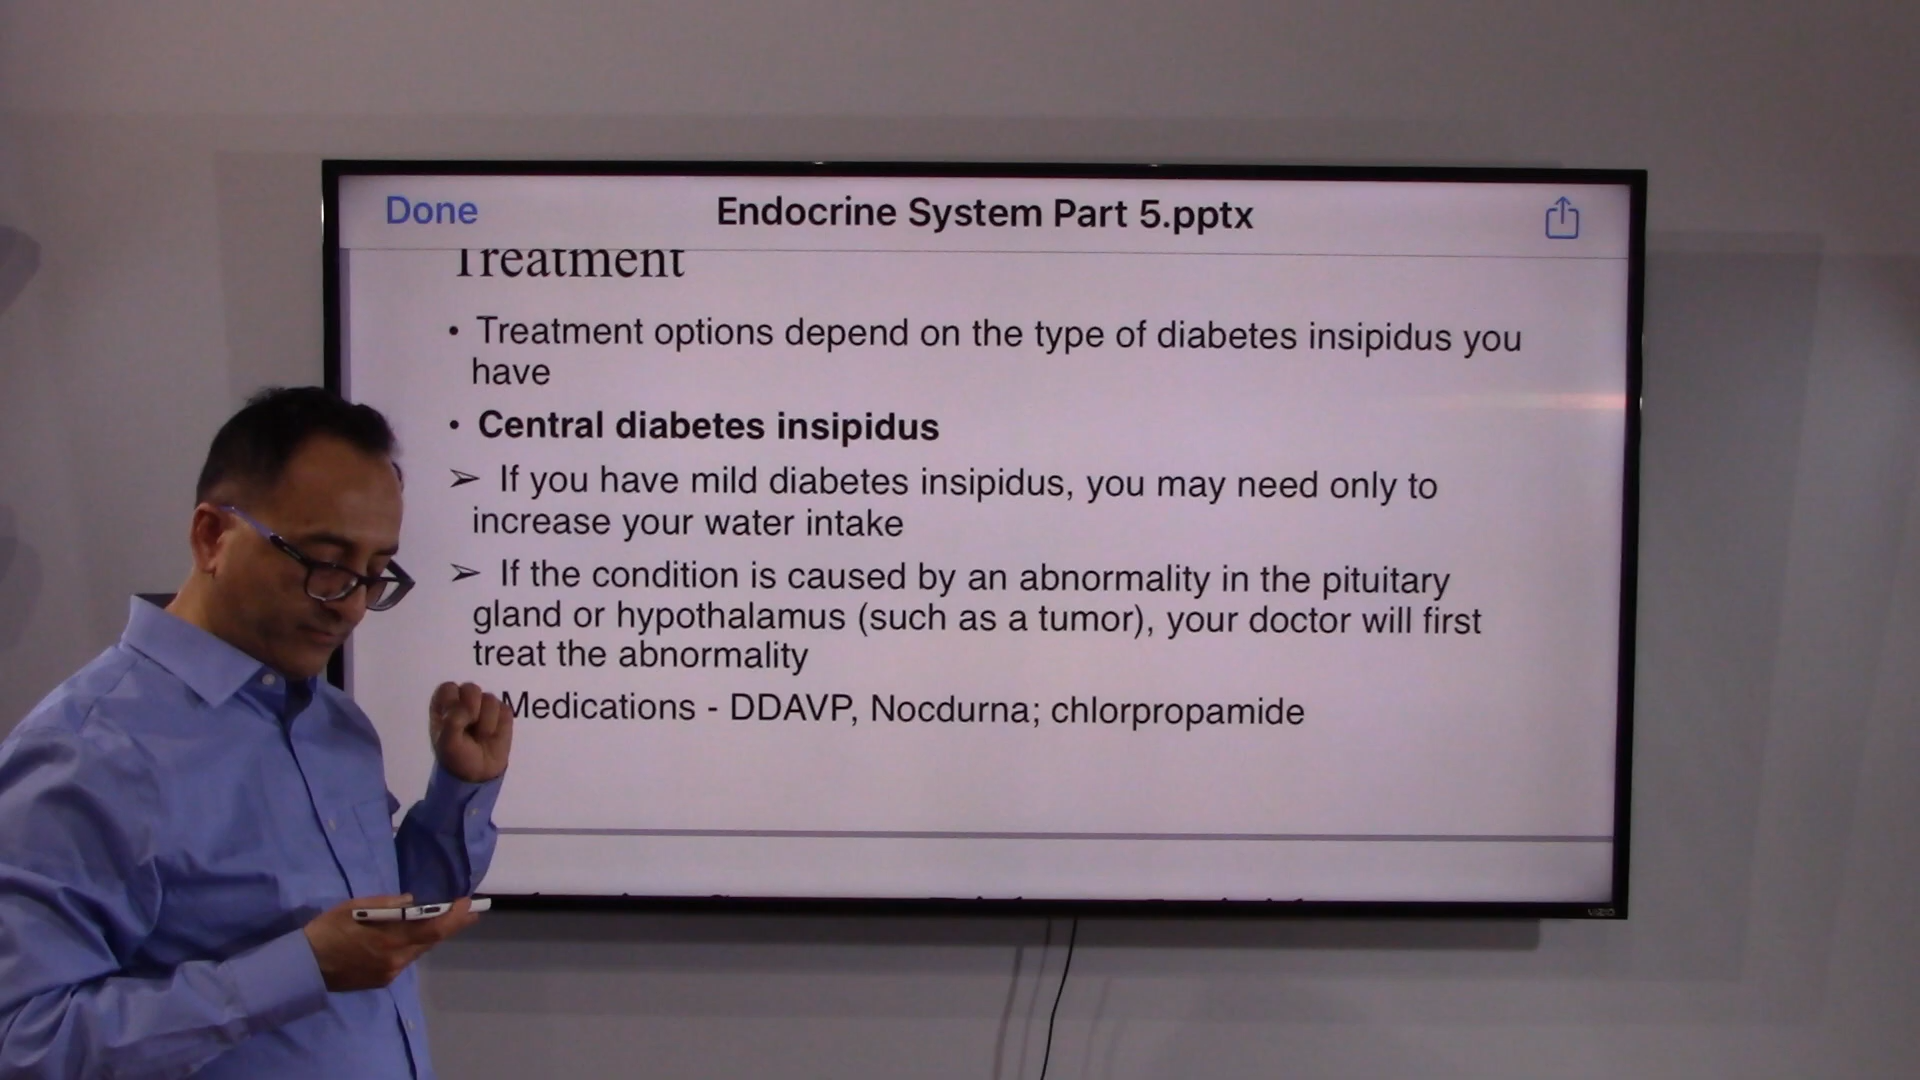 Done
Endocrine System Part 5.pptx
Treatment
• Treatment options depend on the type of diabetes insipidus you
have
• Central diabetes insipidus
➢ If you have mild diabetes insipidus, you may need only to
increase your water intake
➢ If the condition is caused by an abnormality in the pituitary
gland or hypothalamus (such as a tumor), your doctor will first
treat the abnormality
Medications - DDAVP, Nocdurna; chlorpropamide
VIZIO